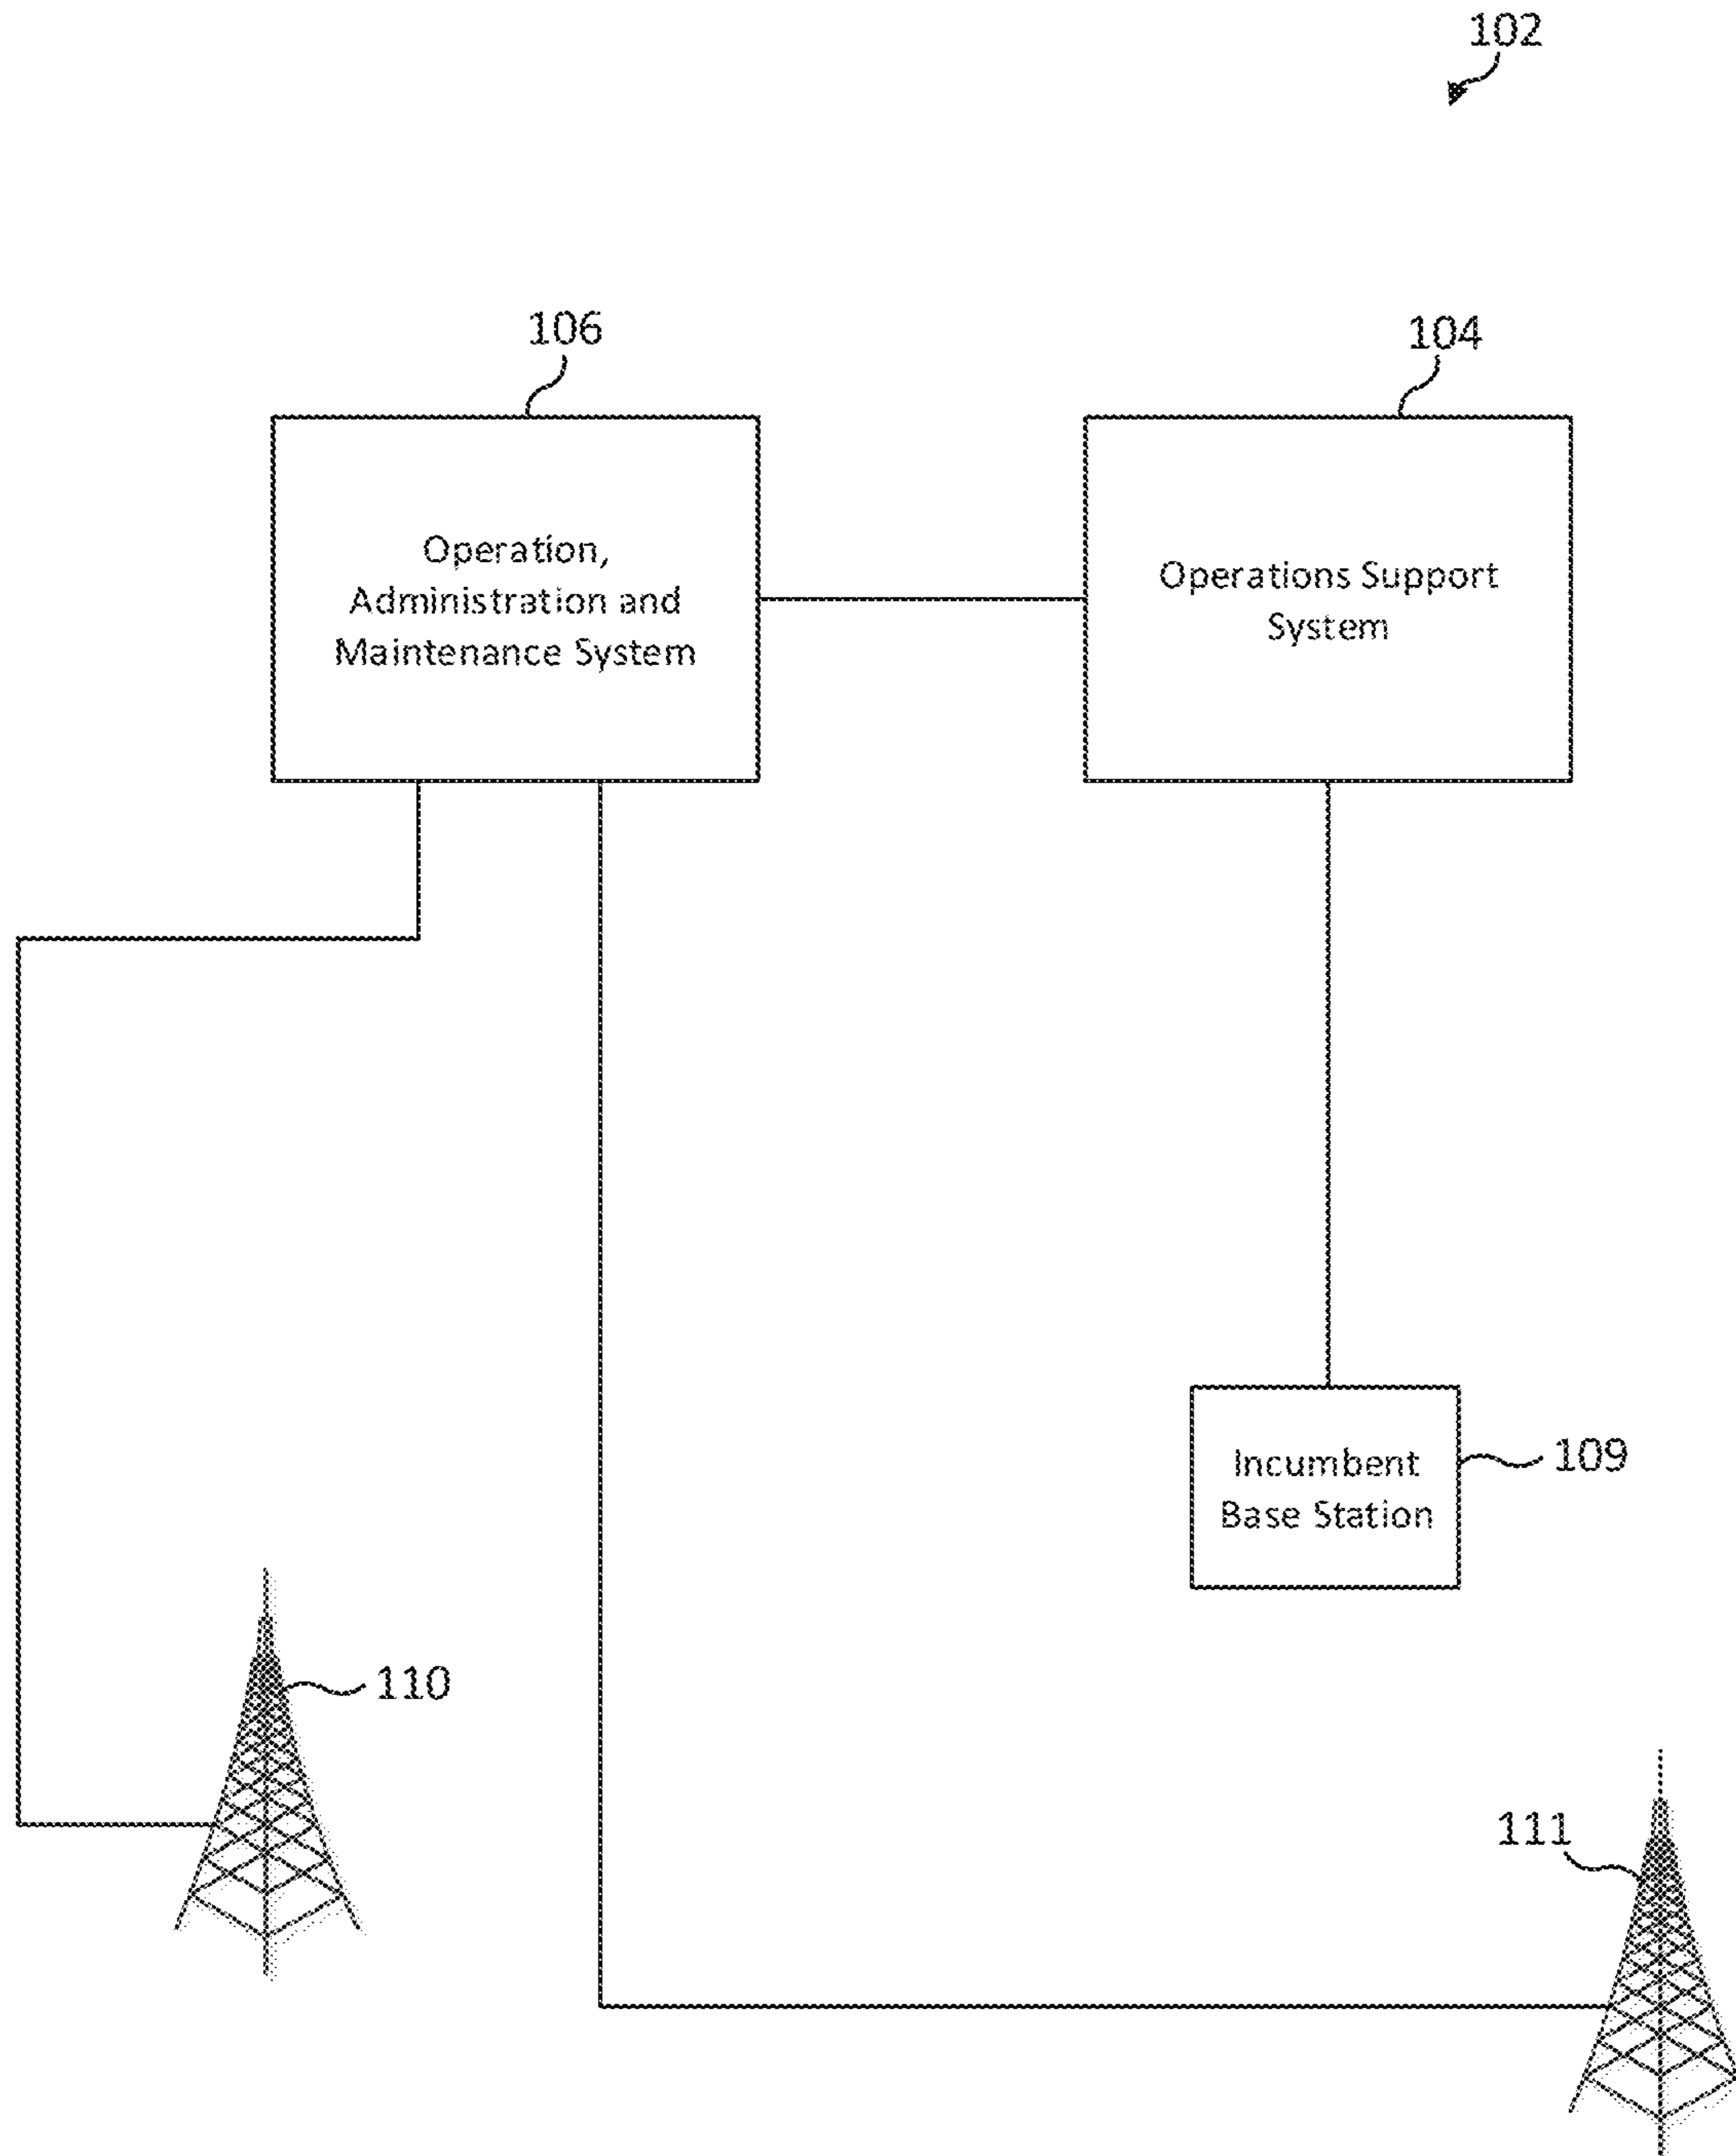 102
106
104
Operation,
Administration and
Maintenance System
Operations Support
System
Incumbent
Base Station
109
110
111